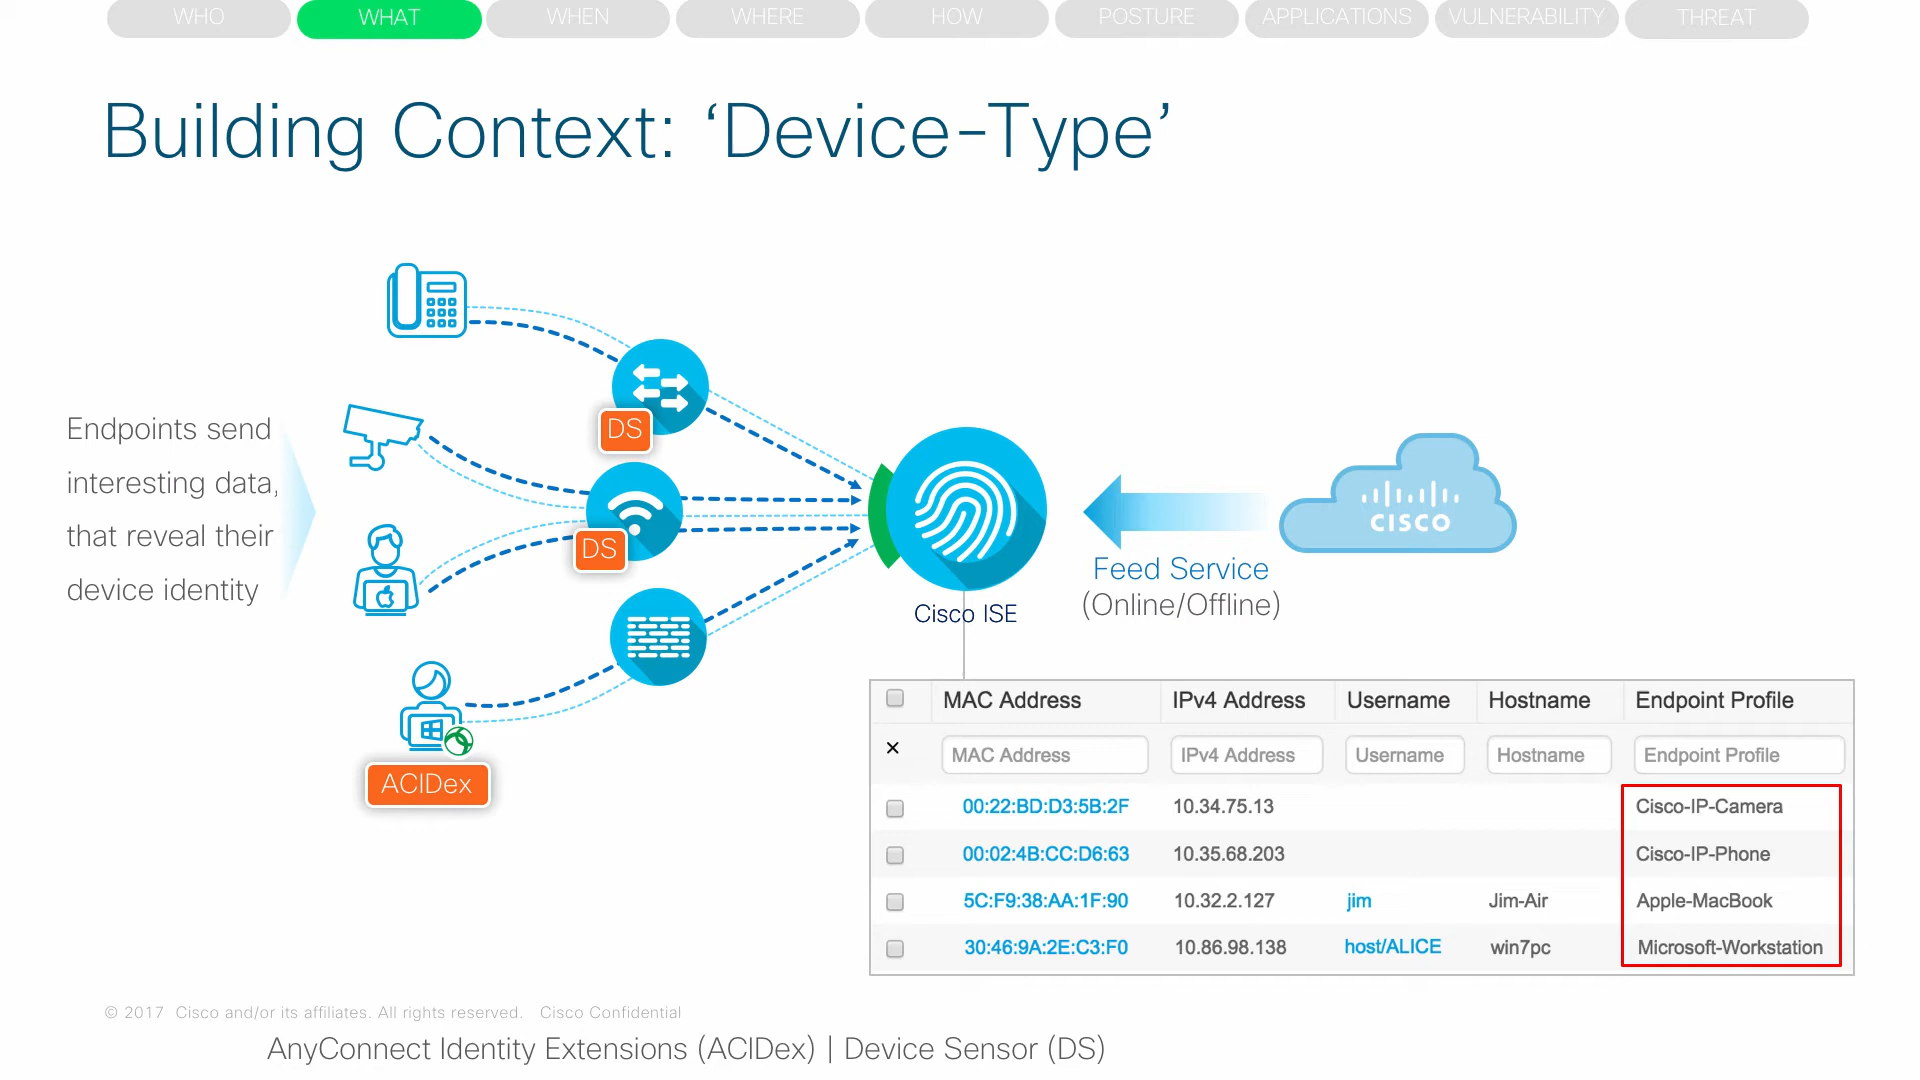 WHO WHAT WHEN WHERE HOW POSTURE APPLICATIONS VULNERABILITY THREAT
Building Context: ‘Device-Type’
Endpoints send
interesting data,
that reveal their
device identity
DS
DS
ACIDex
Cisco ISE
CISCO
Feed Service
(Online/Offline)
MAC Address IPv4 Address Username Hostname Endpoint Profile
× MAC Address IPv4 Address Username Hostname Endpoint Profile
00:22:BD:D3:5B:2F 10.34.75.13 Cisco-IP-Camera
00:02:4B:CC:D6:63 10.35.68.203 Cisco-IP-Phone
5C:F9:38:AA:1F:90 10.32.2.127 jim Jim-Air Apple-MacBook
30:46:9A:2E:C3:F0 10.86.98.138 host/ALICE win7pc Microsoft-Workstation
© 2017 Cisco and/or its affiliates. All rights reserved. Cisco Confidential
AnyConnect Identity Extensions (ACIDex) | Device Sensor (DS)